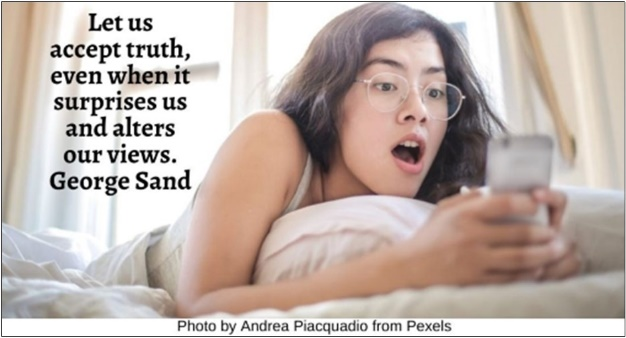 Let us
accept truth,
even when it
surprises us
and alters
our views.
George Sand
Photo by Andrea Piacquadio from Pexels